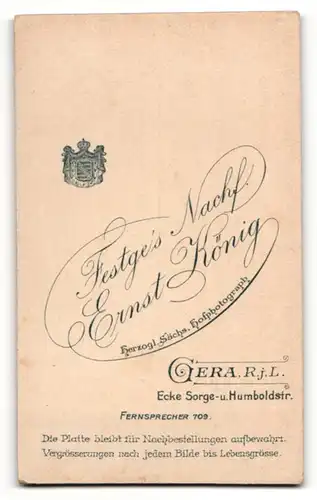 Festge's Nachf.
Ernst König
Herzogl. Sächs. Hofphotograph
GERA, R. j. L.
Ecke Sorge-u. Humboldstr.
FERNSPRECHER 709.
Die Platte bleibt für Nachbestellungen aufbewahrt.
Vergrösserungen nach jedem Bilde bis Lebensgrösse.